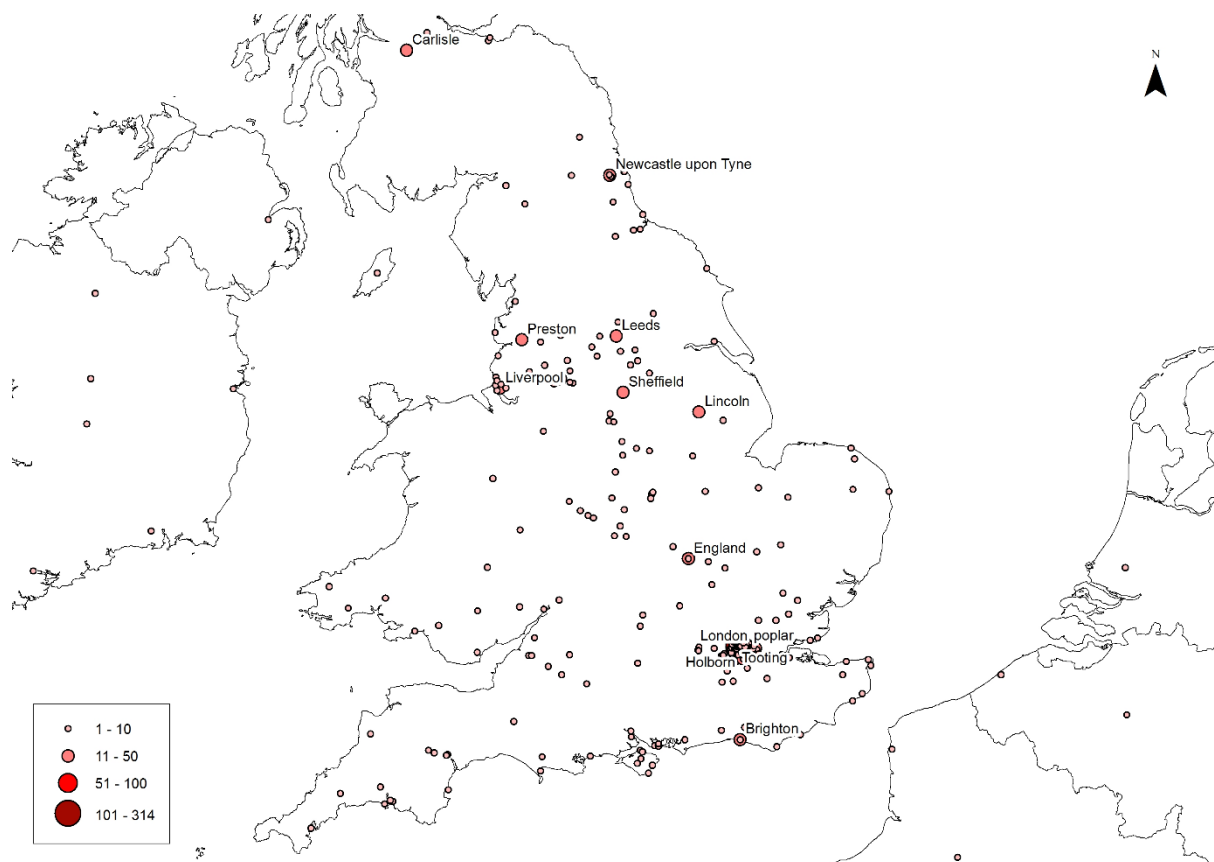 N
Carlisle
Newcastle upon Tyne
Preston
Leeds
Liverpool
Sheffield
Lincoln
England
London poplar
Holborn Tooting
Brighton
1 - 10
11 - 50
51 - 100
101 - 314